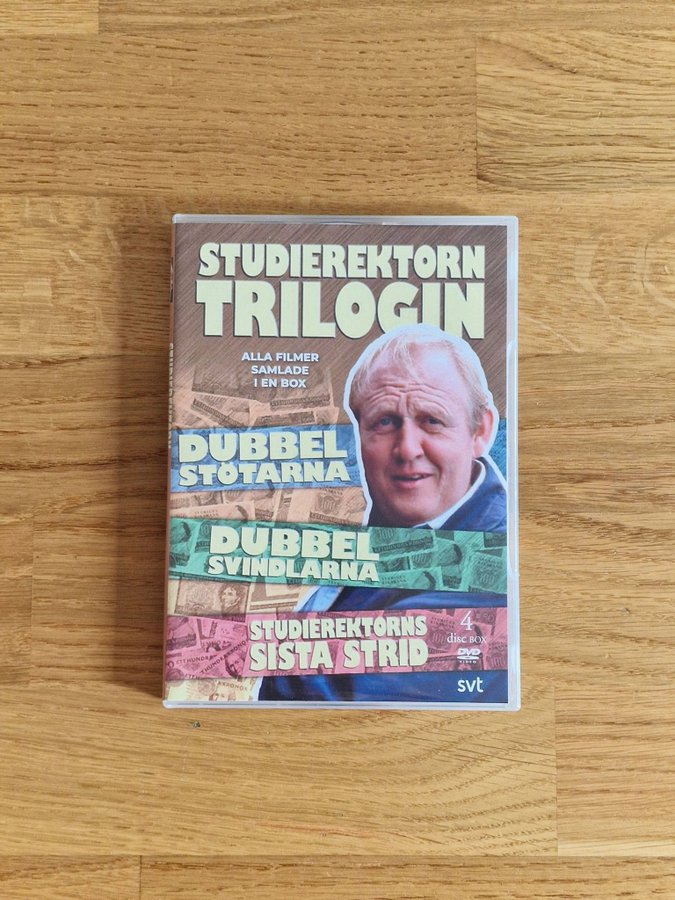 STUDIEREKTORN
TRILOGIN
ALLA FILMER
SAMLADE
I EN BOX
DUBBEL
STÖTARNA
DUBBEL
SVINDLARNA
STUDIEREKTORNS
SISTA STRID
4
disc BOX
DVD
VIDEO
svt